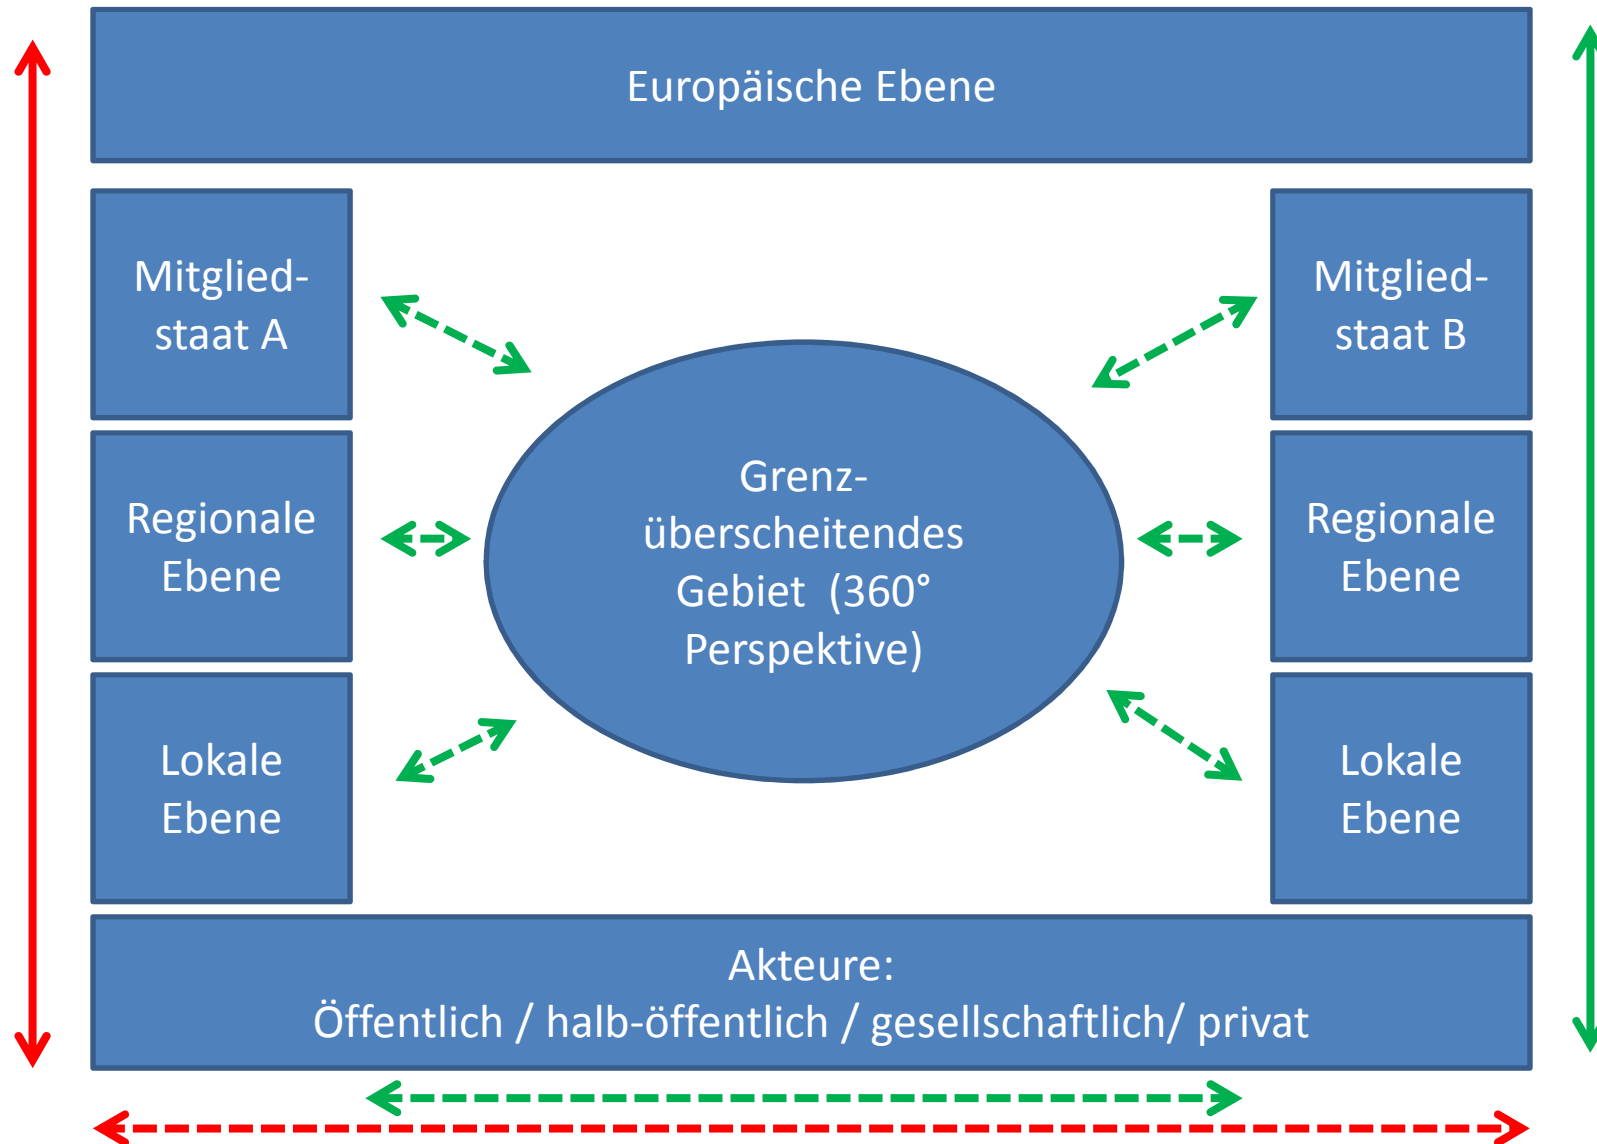 Europäische Ebene
Mitglied-
staat A
Mitglied-
staat B
Grenz-
überscheitendes
Gebiet  (360°
Perspektive)
Regionale
Ebene
Regionale
Ebene
Lokale
Ebene
Lokale
Ebene
Akteure:
Öffentlich / halb-öffentlich / gesellschaftlich/ privat